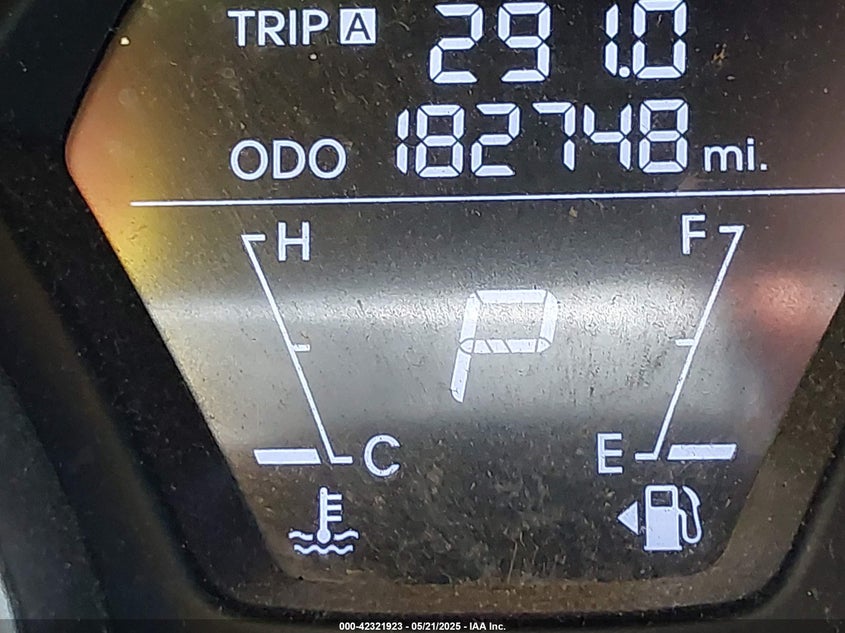 TRIP A 291.0
ODO 182748 mi.
H F
P
C E
000-42321923 - 05/21/2025 - IAA Inc.